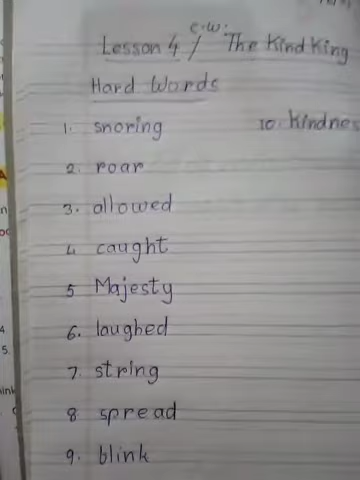 C.W.
Lesson 4 / The Kind King
Hard Words
1. snoring
10. Kindnes
2. roar
3. allowed
4 caught
5 Majesty
6. laughed
7. string
8 spread
9. blink